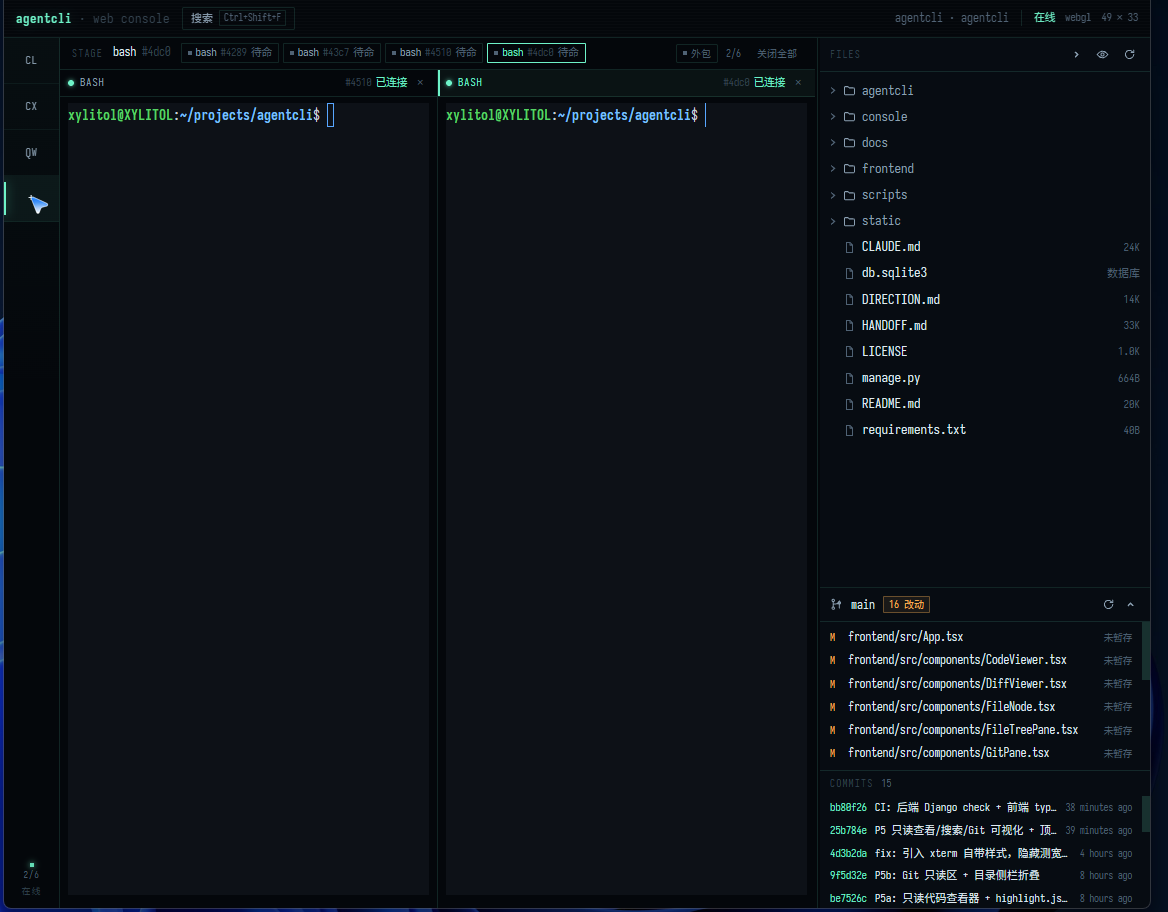 agentcli · web console 搜索 Ctrl+Shift+F agentcli · agentcli 在线 webgl 49 × 33
CL
CX
QW
2/6
在线
STAGE bash #4dc0 bash #4289 待命 bash #43c7 待命 bash #4510 待命 bash #4dc0 待命 外包 2/6 关闭全部
BASH #4510 已连接 ×
xylitol@XYLITOL:~/projects/agentcli$
BASH #4dc0 已连接 ×
xylitol@XYLITOL:~/projects/agentcli$
FILES
agentcli
console
docs
frontend
scripts
static
CLAUDE.md 24K
db.sqlite3 数据库
DIRECTION.md 14K
HANDOFF.md 33K
LICENSE 1.0K
manage.py 664B
README.md 20K
requirements.txt 40B
main 16 改动
M frontend/src/App.tsx 未暂存
M frontend/src/components/CodeViewer.tsx 未暂存
M frontend/src/components/DiffViewer.tsx 未暂存
M frontend/src/components/FileNode.tsx 未暂存
M frontend/src/components/FileTreePane.tsx 未暂存
M frontend/src/components/GitPane.tsx 未暂存
COMMITS 15
bb80f26 CI: 后端 Django check + 前端 typ… 38 minutes ago
25b784e P5 只读查看/搜索/Git 可视化 + 顶… 39 minutes ago
4d3b2da fix: 引入 xterm 自带样式，隐藏测宽… 4 hours ago
9f5d32e P5b: Git 只读区 + 目录侧栏折叠 8 hours ago
be7526c P5a: 只读代码查看器 + highlight.js… 8 hours ago